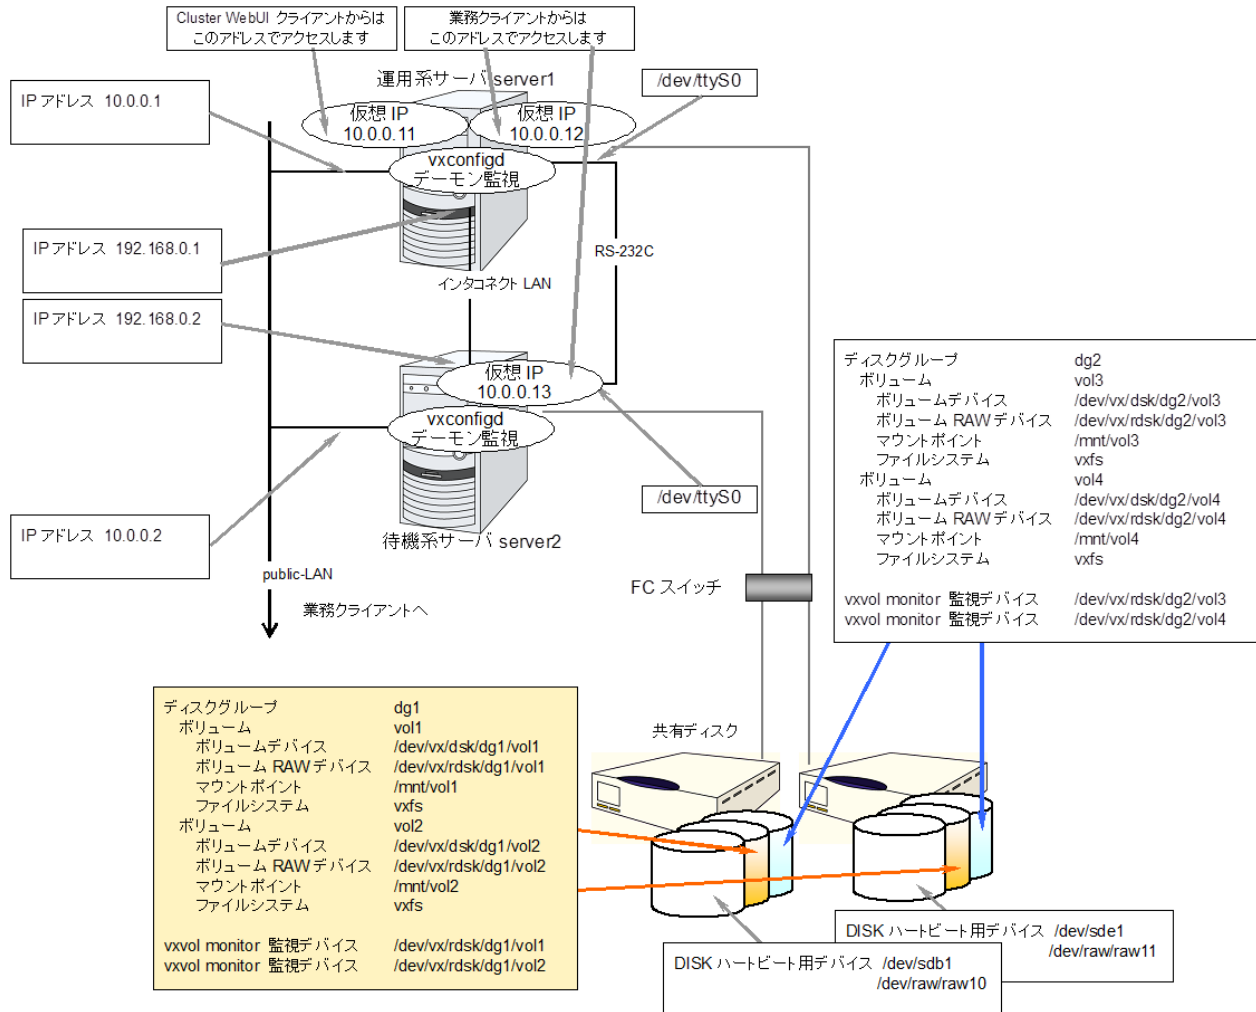 Cluster WebUI クライアントからは
このアドレスでアクセスします
業務クライアントからは
このアドレスでアクセスします
運用系サーバ server1
/dev/ttyS0
IP アドレス 10.0.0.1
仮想 IP
10.0.0.11
仮想 IP
10.0.0.12
vxconfigd
デーモン監視
IP アドレス 192.168.0.1
RS-232C
インタコネクト LAN
IP アドレス 192.168.0.2
仮想 IP
10.0.0.13
vxconfigd
デーモン監視
/dev/ttyS0
IP アドレス 10.0.0.2
待機系サーバ server2
public-LAN
業務クライアントへ
FC スイッチ
ディスクグループ dg2
ボリューム vol3
ボリュームデバイス /dev/vx/dsk/dg2/vol3
ボリューム RAW デバイス /dev/vx/rdsk/dg2/vol3
マウントポイント /mnt/vol3
ファイルシステム vxfs
ボリューム vol4
ボリュームデバイス /dev/vx/dsk/dg2/vol4
ボリューム RAW デバイス /dev/vx/rdsk/dg2/vol4
マウントポイント /mnt/vol4
ファイルシステム vxfs
vxvol monitor 監視デバイス /dev/vx/rdsk/dg2/vol3
vxvol monitor 監視デバイス /dev/vx/rdsk/dg2/vol4
ディスクグループ dg1
ボリューム vol1
ボリュームデバイス /dev/vx/dsk/dg1/vol1
ボリューム RAW デバイス /dev/vx/rdsk/dg1/vol1
マウントポイント /mnt/vol1
ファイルシステム vxfs
ボリューム vol2
ボリュームデバイス /dev/vx/dsk/dg1/vol2
ボリューム RAW デバイス /dev/vx/rdsk/dg1/vol2
マウントポイント /mnt/vol2
ファイルシステム vxfs
vxvol monitor 監視デバイス /dev/vx/rdsk/dg1/vol1
vxvol monitor 監視デバイス /dev/vx/rdsk/dg1/vol2
共有ディスク
DISK ハートビート用デバイス /dev/sde1
/dev/raw/raw11
DISK ハートビート用デバイス /dev/sdb1
/dev/raw/raw10